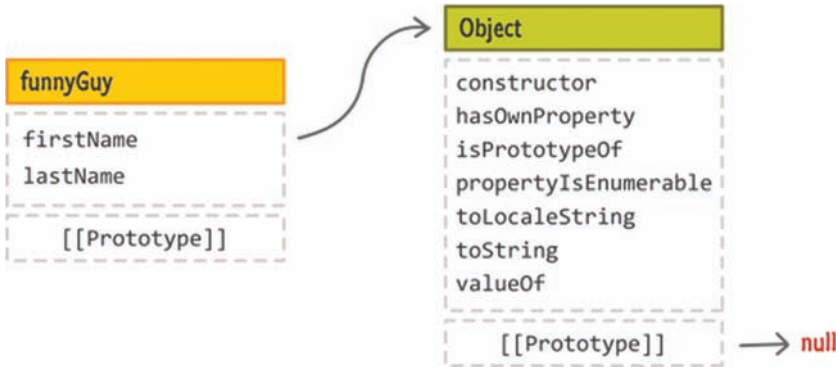 funnyGuy
firstName
lastName
[[Prototype]]
Object
constructor
hasOwnProperty
isPrototypeOf
propertyIsEnumerable
toLocaleString
toString
valueOf
[[Prototype]]
null